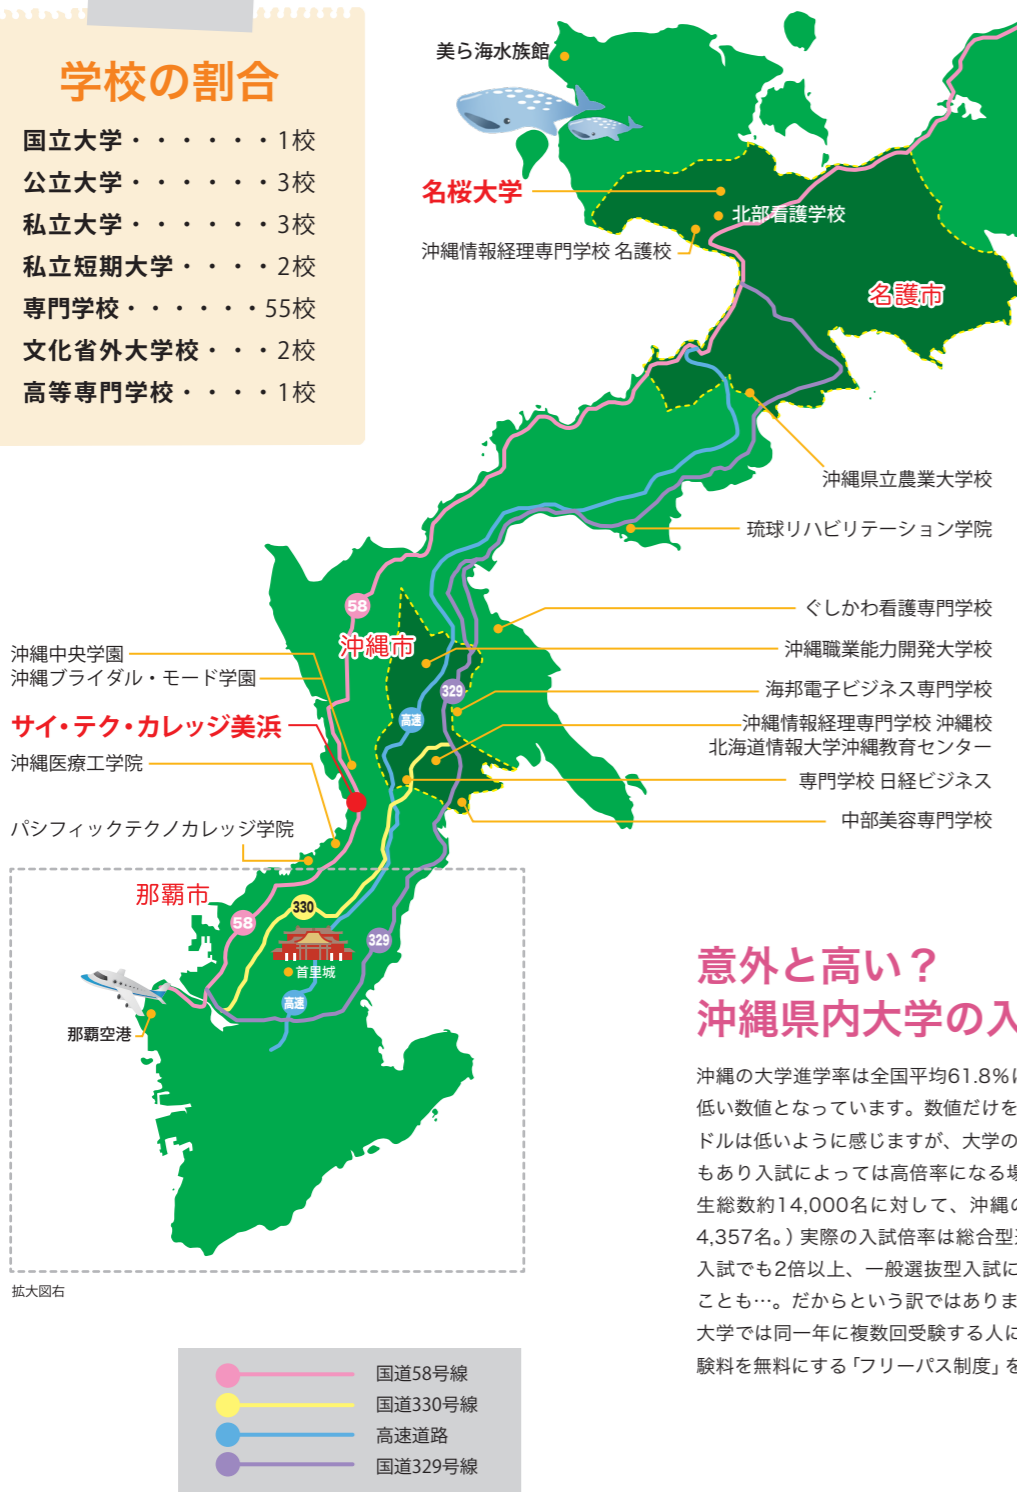 学校の割合
国立大学・・・・・・1校
公立大学・・・・・・3校
私立大学・・・・・・3校
私立短期大学・・・・2校
専門学校・・・・・・55校
文化省外大学校・・・2校
高等専門学校・・・・1校
美ら海水族館
名桜大学
北部看護学校
沖縄情報経理専門学校 名護校
名護市
沖縄県立農業大学校
琉球リハビリテーション学院
58
ぐしかわ看護専門学校
沖縄市
沖縄職業能力開発大学校
沖縄中央学園
沖縄ブライダル・モード学園
329
海邦電子ビジネス専門学校
高速
サイ・テク・カレッジ美浜
沖縄情報経理専門学校 沖縄校
北海道情報大学沖縄教育センター
沖縄医療工学院
専門学校 日経ビジネス
中部美容専門学校
パシフィックテクノカレッジ学院
那覇市
58
330
329
首里城
高速
那覇空港
拡大図右
意外と高い？
沖縄県内大学の入
沖縄の大学進学率は全国平均61.8%に
低い数値となっています。数値だけを
ドルは低いように感じますが、大学の
もあり入試によっては高倍率になる場
生総数約14,000名に対して、沖縄の
4,357名。）実際の入試倍率は総合型選
入試でも2倍以上、一般選抜型入試に
ことも…。だからという訳ではありま
大学では同一年に複数回受験する人に
験料を無料にする「フリーパス制度」を
国道58号線
国道330号線
高速道路
国道329号線